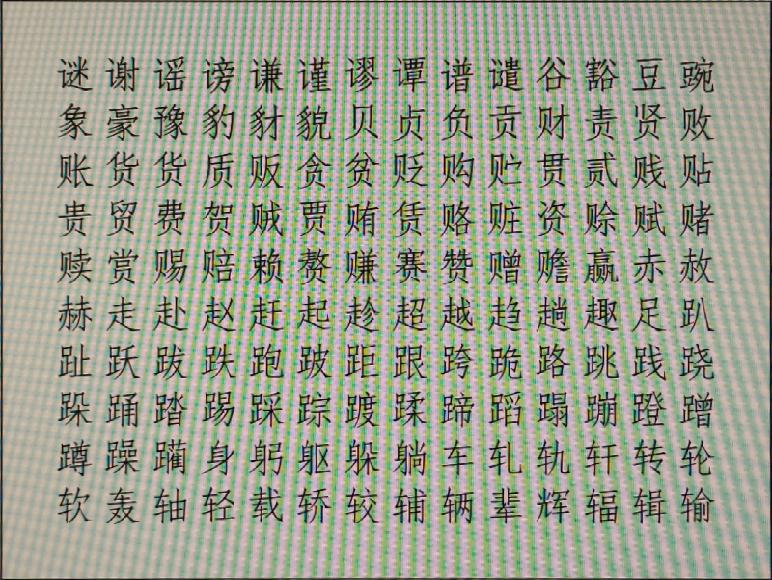 谜谢谣谤谦谨谬谭谱谴谷豁豆豌
象豪豫豹豺貌贝贞负贡财责贤败
账货货质贩贪贫贬购贮贯贰贱贴
贵贸费贺贼贾贿赁赂赃资赊赋赌
赎赏赐赔赖赘赚赛赞赠赡赢赤赦
赫走赴赵赶起趁超越趋趟趣足趴
趾跃跋跌跑跛距跟跨跪路跳践跷
跺踊踏踢踩踪踱蹂蹄蹈蹋蹦蹬蹭
蹲躁躏身躬躯躲躺车轧轨轩转轮
软轰轴轻载轿较辅辆辈辉辐辑输